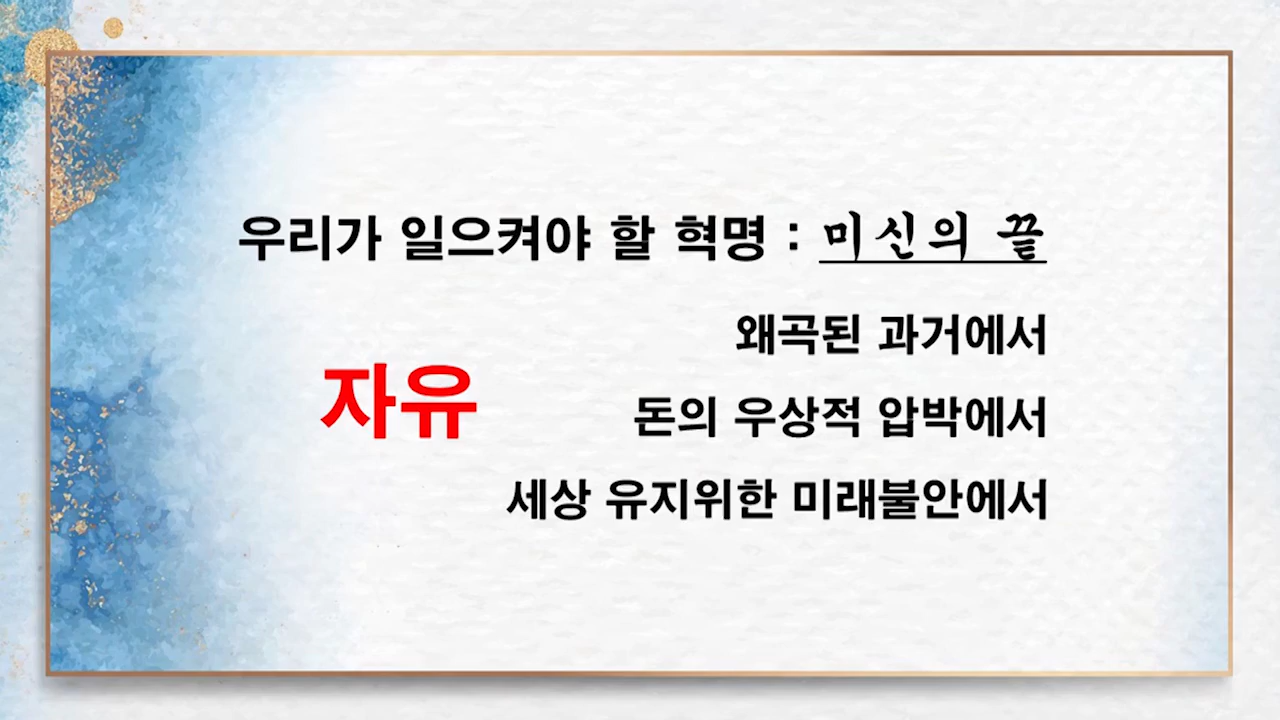 우리가 일으켜야 할 혁명 : 미신의 끝
왜곡된 과거에서
자유
돈의 우상적 압박에서
세상 유지위한 미래불안에서